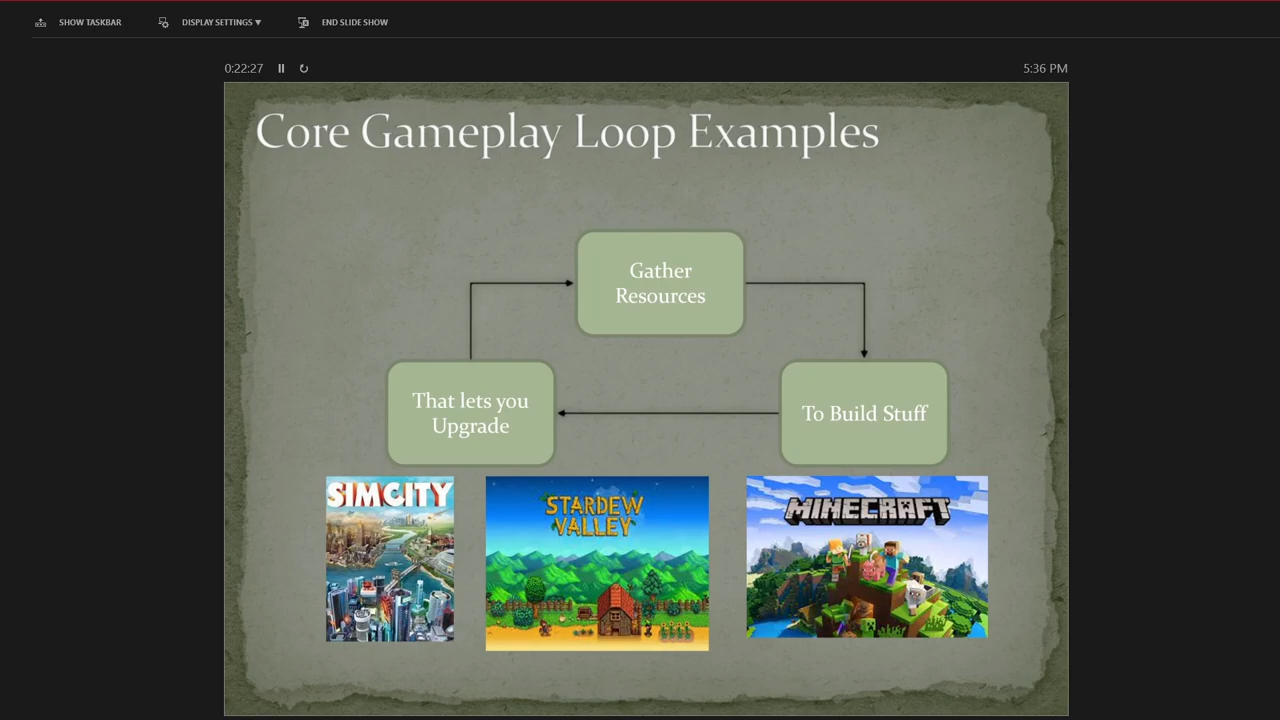 SHOW TASKBAR
DISPLAY SETTINGS ▼
END SLIDE SHOW
0:22:27
5:36 PM
Core Gameplay Loop Examples
Gather
Resources
That lets you
Upgrade
To Build Stuff
SIMCITY
STARDEW
VALLEY
MINECRAFT